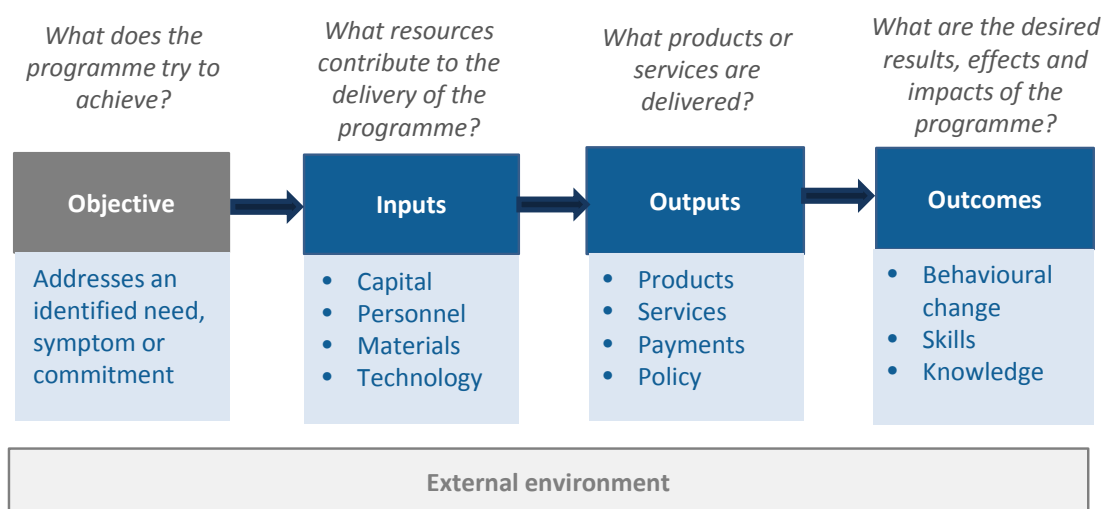 What does the
programme try to
achieve?
What resources
contribute to the
delivery of the
programme?
What products or
services are
delivered?
What are the desired
results, effects and
impacts of the
programme?
Objective
Inputs
Outputs
Outcomes
Addresses an
identified need,
symptom or
commitment
• Capital
• Personnel
• Materials
• Technology
• Products
• Services
• Payments
• Policy
• Behavioural
change
• Skills
• Knowledge
External environment